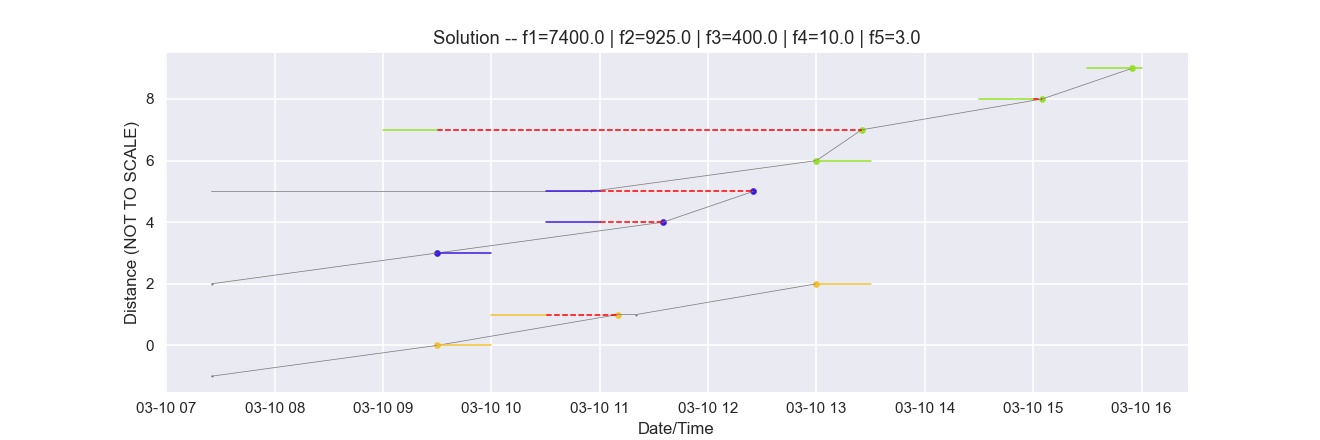 Solution -- f1=7400.0 | f2=925.0 | f3=400.0 | f4=10.0 | f5=3.0
Distance (NOT TO SCALE)
8
6
4
2
0
03-10 07 03-10 08 03-10 09 03-10 10 03-10 11 03-10 12 03-10 13 03-10 14 03-10 15 03-10 16
Date/Time